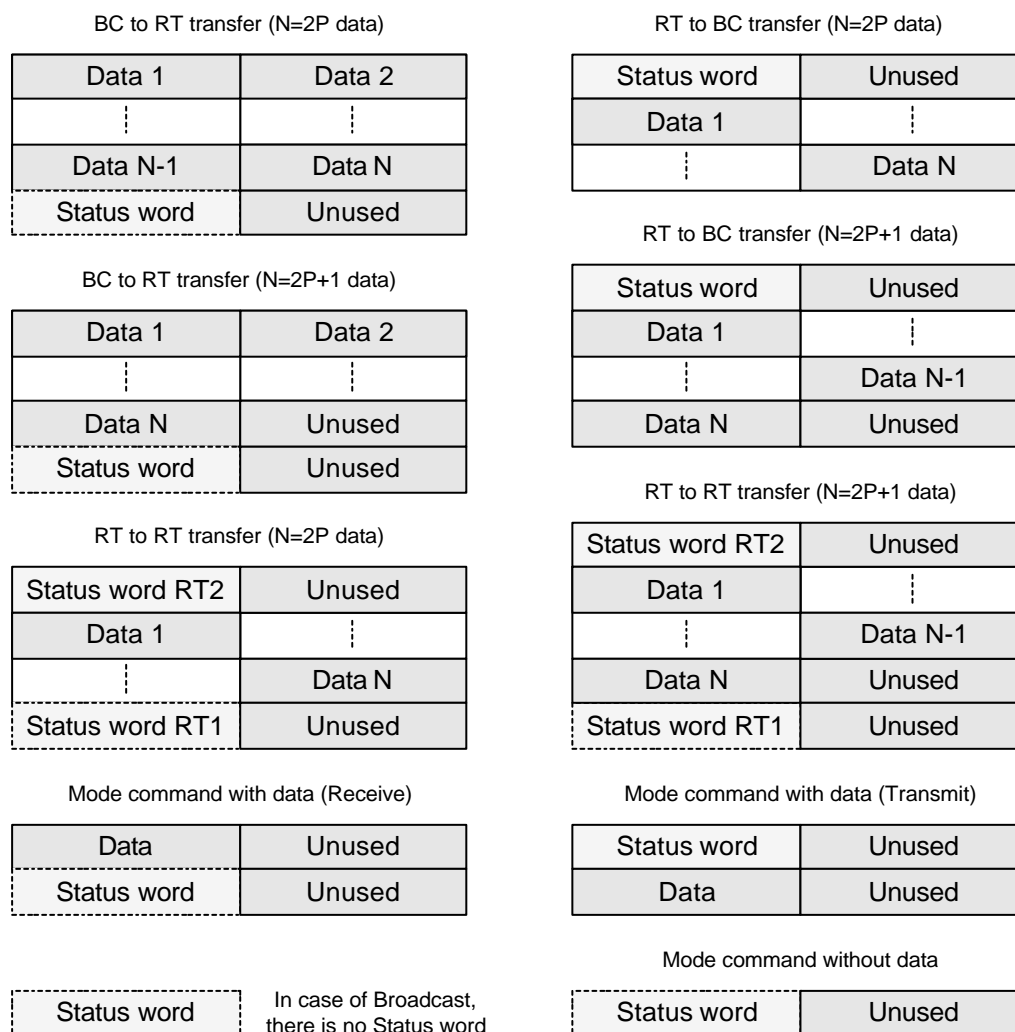 BC to RT transfer (N=2P data)
Data 1 Data 2
Data N-1 Data N
Status word Unused
BC to RT transfer (N=2P+1 data)
Data 1 Data 2
Data N Unused
Status word Unused
RT to RT transfer (N=2P data)
Status word RT2 Unused
Data 1
Data N
Status word RT1 Unused
Mode command with data (Receive)
Data Unused
Status word Unused
Status word
In case of Broadcast,
there is no Status word
RT to BC transfer (N=2P data)
Status word Unused
Data 1
Data N
RT to BC transfer (N=2P+1 data)
Status word Unused
Data 1
Data N-1
Data N Unused
RT to RT transfer (N=2P+1 data)
Status word RT2 Unused
Data 1
Data N-1
Data N Unused
Status word RT1 Unused
Mode command with data (Transmit)
Status word Unused
Data Unused
Mode command without data
Status word Unused